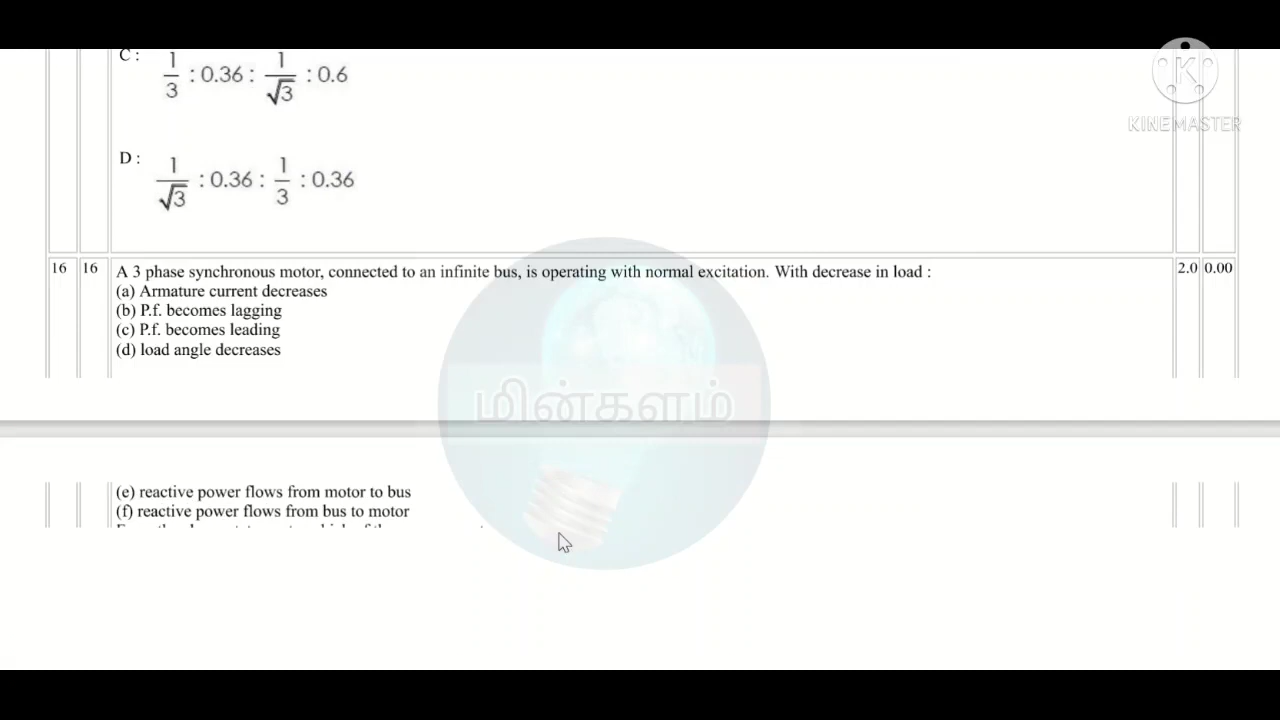 C :
1/3 : 0.36 : 1/√3 : 0.6
D :
1/√3 : 0.36 : 1/3 : 0.36
KINEMASTER
16 16 A 3 phase synchronous motor, connected to an infinite bus, is operating with normal excitation. With decrease in load : 2.0 0.00
(a) Armature current decreases
(b) P.f. becomes lagging
(c) P.f. becomes leading
(d) load angle decreases
மின்களம்
(e) reactive power flows from motor to bus
(f) reactive power flows from bus to motor